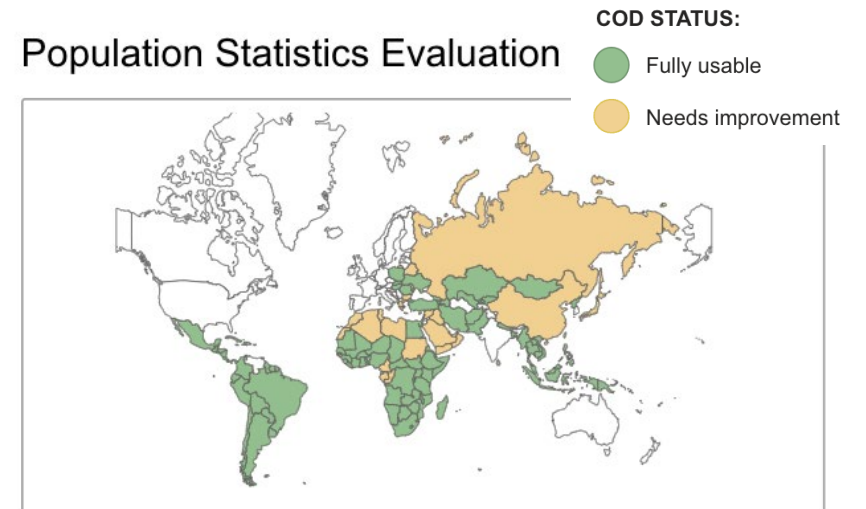 COD STATUS:
Population Statistics Evaluation
Fully usable
Needs improvement